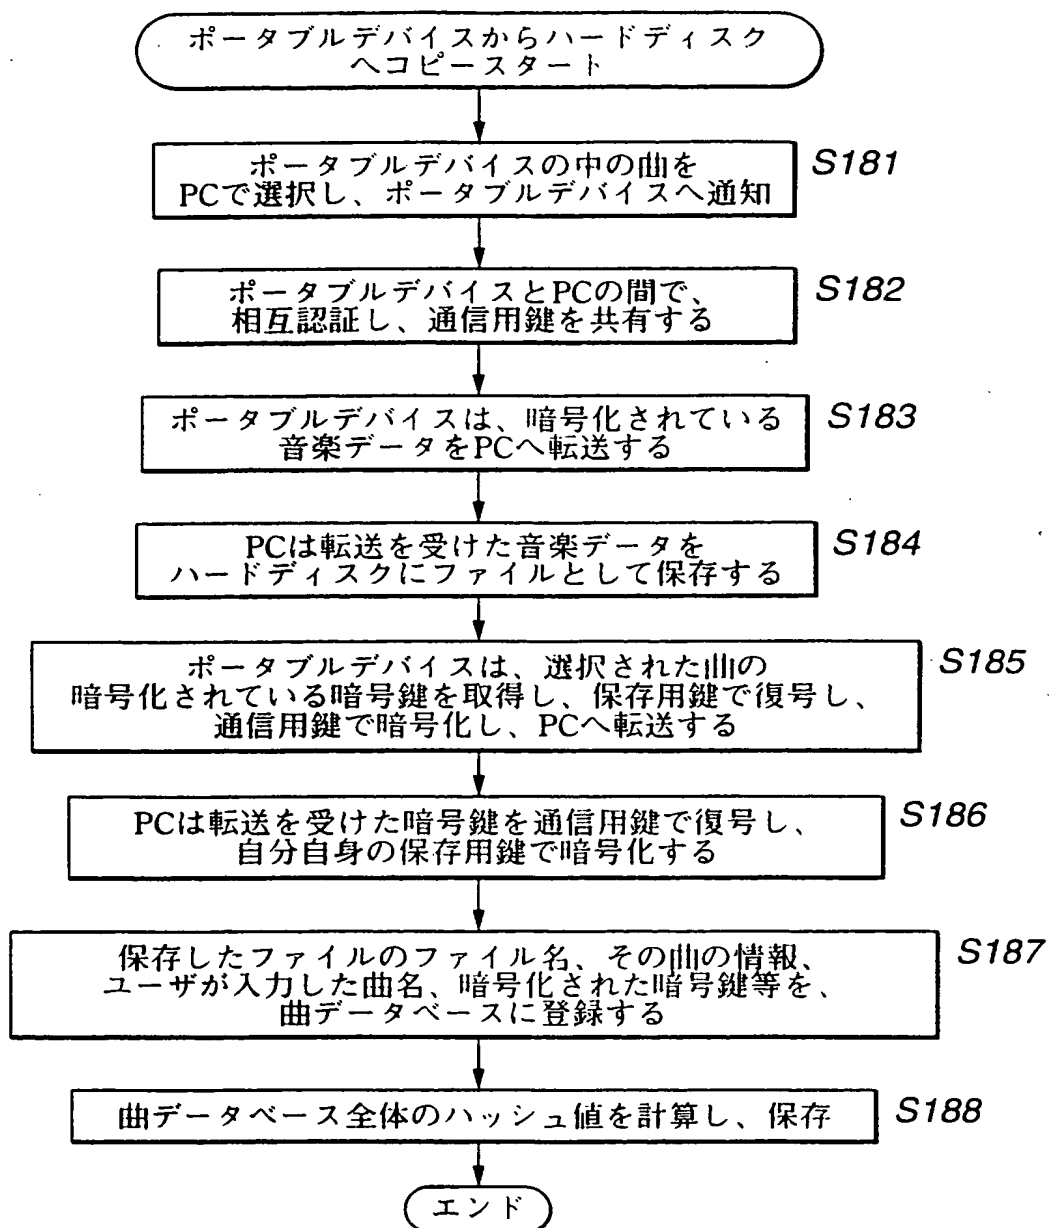 ポータブルデバイスからハードディスク
へコピースタート
ポータブルデバイスの中の曲を
PCで選択し、ポータブルデバイスへ通知
S181
ポータブルデバイスとPCの間で、
相互認証し、通信用鍵を共有する
S182
ポータブルデバイスは、暗号化されている
音楽データをPCへ転送する
S183
PCは転送を受けた音楽データを
ハードディスクにファイルとして保存する
S184
ポータブルデバイスは、選択された曲の
暗号化されている暗号鍵を取得し、保存用鍵で復号し、
通信用鍵で暗号化し、PCへ転送する
S185
PCは転送を受けた暗号鍵を通信用鍵で復号し、
自分自身の保存用鍵で暗号化する
S186
保存したファイルのファイル名、その曲の情報、
ユーザが入力した曲名、暗号化された暗号鍵等を、
曲データベースに登録する
S187
曲データベース全体のハッシュ値を計算し、保存
S188
エンド